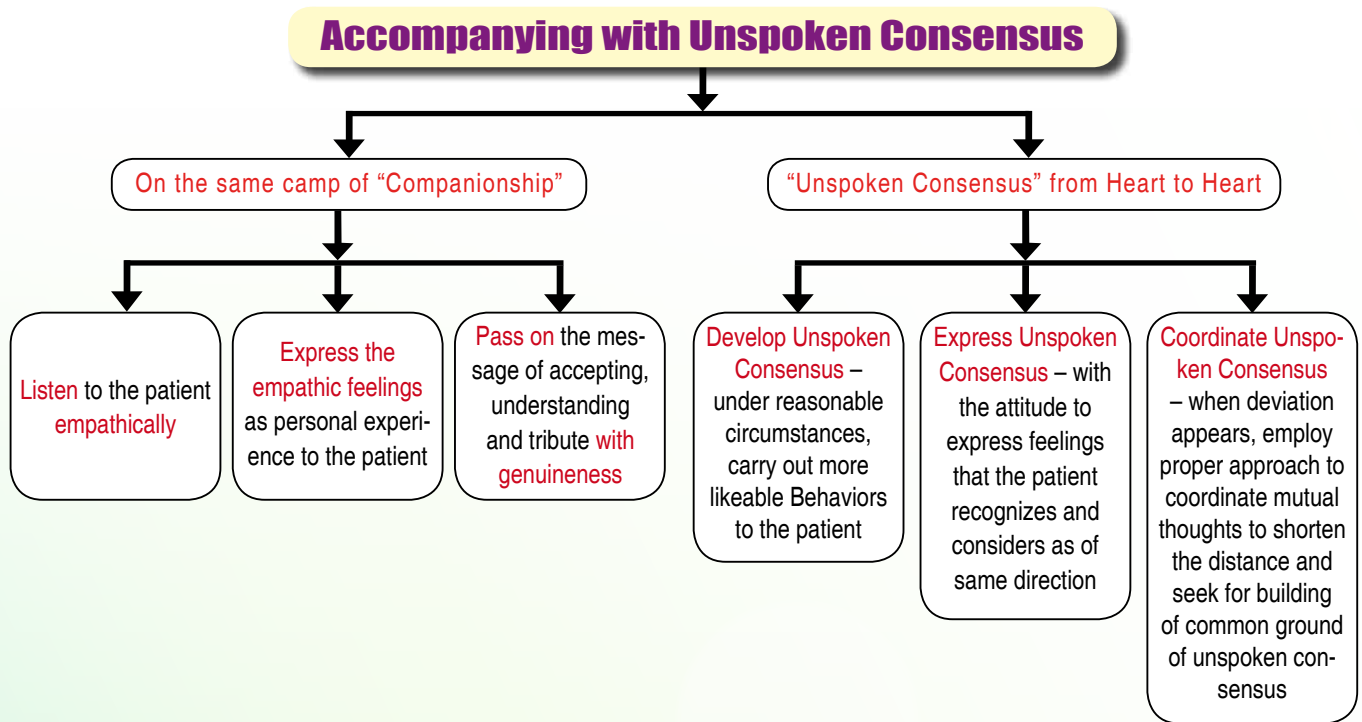 Accompanying with Unspoken Consensus
On the same camp of “Companionship”
“Unspoken Consensus” from Heart to Heart
Listen to the patient
empathically
Express the
empathic feelings
as personal experi-
ence to the patient
Pass on the mes-
sage of accepting,
understanding
and tribute with
genuineness
Develop Unspoken
Consensus –
under reasonable
circumstances,
carry out more
likeable Behaviors
to the patient
Express Unspoken
Consensus – with
the attitude to
express feelings
that the patient
recognizes and
considers as of
same direction
Coordinate Unspo-
ken Consensus
– when deviation
appears, employ
proper approach to
coordinate mutual
thoughts to shorten
the distance and
seek for building
of common ground
of unspoken con-
sensus